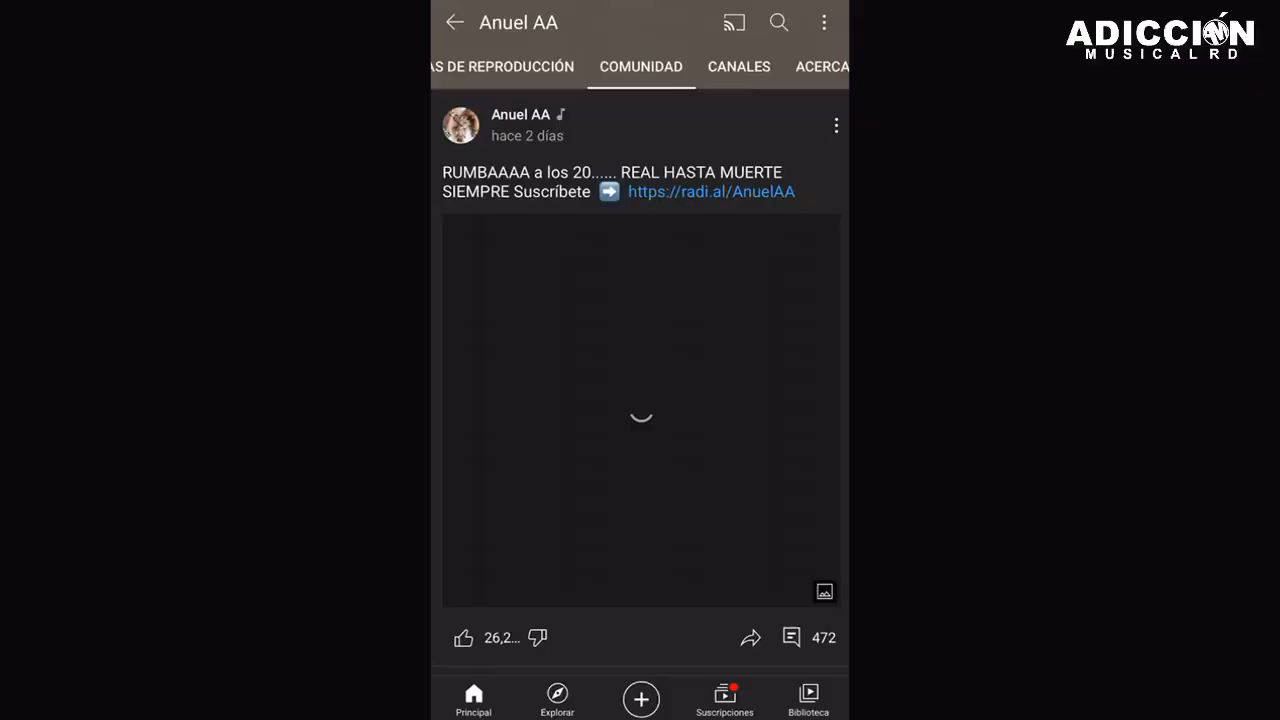 Anuel AA
AS DE REPRODUCCIÓN COMUNIDAD CANALES ACERCA
Anuel AA
hace 2 días
RUMBAAAA a los 20...... REAL HASTA MUERTE
SIEMPRE Suscríbete ➡️ https://radi.al/AnuelAA
26,2... 472
Principal Explorar Suscripciones Biblioteca
ADICCIÓN
MUSICAL RD